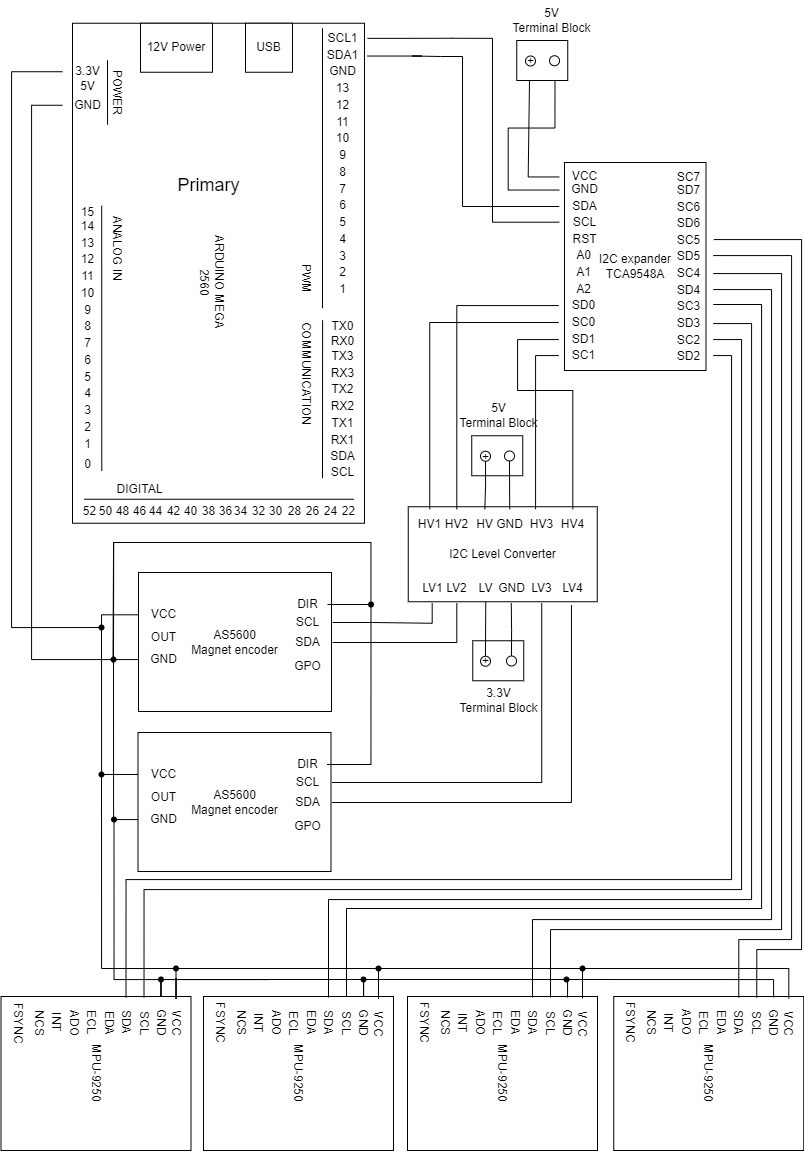 5V
Terminal Block
12V Power
USB
SCL1
SDA1
GND
13
12
11
10
9
8
7
6
5
4
3
2
1
3.3V
5V
GND
POWER
Primary
ARDUINO MEGA
2560
PWM
15
14
13
12
11
10
9
8
7
6
5
4
3
2
1
0
ANALOG IN
COMMUNICATION
TX0
RX0
TX3
RX3
TX2
RX2
TX1
RX1
SDA
SCL
DIGITAL
52 50 48 46 44 42 40 38 36 34 32 30 28 26 24 22
VCC
GND
SDA
SCL
RST
A0
A1
A2
SD0
SC0
SD1
SC1
I2C expander
TCA9548A
SC7
SD7
SC6
SD6
SC5
SD5
SC4
SD4
SC3
SD3
SC2
SD2
5V
Terminal Block
HV1 HV2 HV GND HV3 HV4
I2C Level Converter
LV1 LV2 LV GND LV3 LV4
3.3V
Terminal Block
VCC
OUT
GND
AS5600
Magnet encoder
DIR
SCL
SDA
GPO
VCC
OUT
GND
AS5600
Magnet encoder
DIR
SCL
SDA
GPO
FSYNC
NCS
INT
ADO
ECL
EDA
SDA
SCL
GND
VCC
MPU-9250
FSYNC
NCS
INT
ADO
ECL
EDA
SDA
SCL
GND
VCC
MPU-9250
FSYNC
NCS
INT
ADO
ECL
EDA
SDA
SCL
GND
VCC
MPU-9250
FSYNC
NCS
INT
ADO
ECL
EDA
SDA
SCL
GND
VCC
MPU-9250